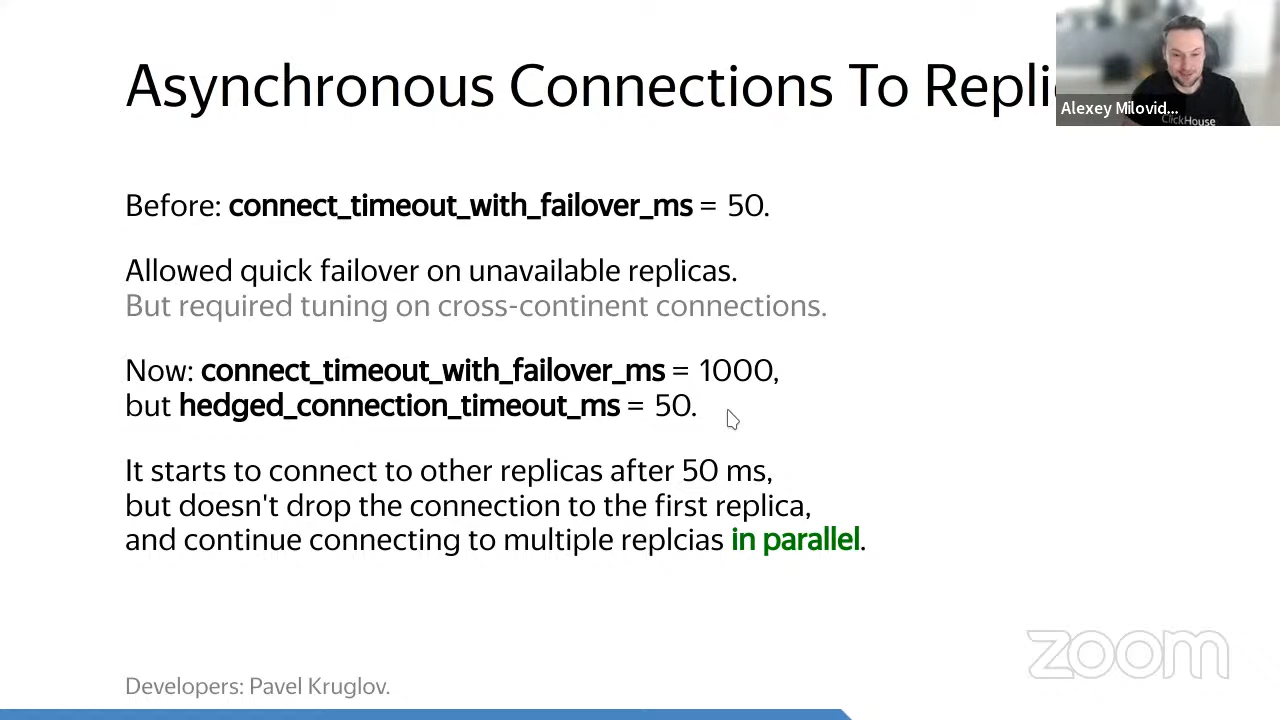 Asynchronous Connections To Repli
Alexey Milovid...
ClickHouse
Before: connect_timeout_with_failover_ms = 50.
Allowed quick failover on unavailable replicas.
But required tuning on cross-continent connections.
Now: connect_timeout_with_failover_ms = 1000,
but hedged_connection_timeout_ms = 50.
It starts to connect to other replicas after 50 ms,
but doesn't drop the connection to the first replica,
and continue connecting to multiple replcias in parallel.
zoom
Developers: Pavel Kruglov.